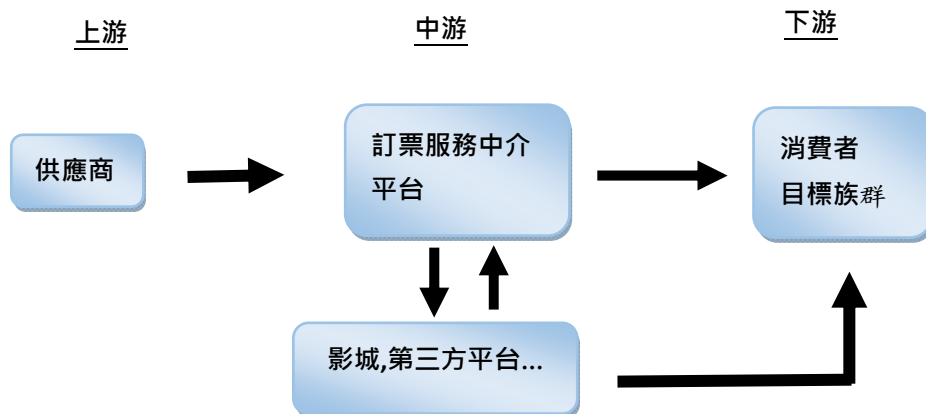 上游
中游
下游
供應商
訂票服務中介
平台
消費者
目標族群
影城,第三方平台...